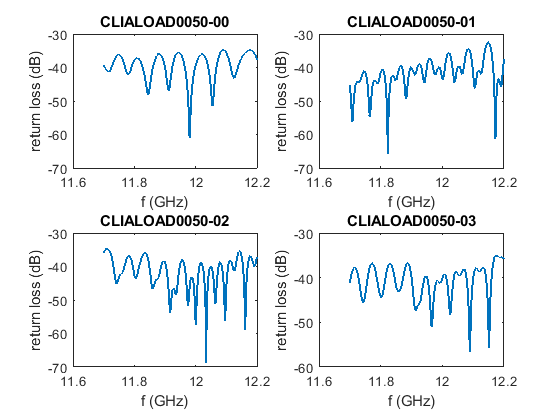 CLIALOAD0050-00
-30
-40
-50
-60
-70
return loss (dB)
11.6
11.8
12
12.2
f (GHz)
CLIALOAD0050-01
-30
-40
-50
-60
-70
return loss (dB)
11.6
11.8
12
12.2
f (GHz)
CLIALOAD0050-02
-30
-40
-50
-60
-70
return loss (dB)
11.6
11.8
12
12.2
f (GHz)
CLIALOAD0050-03
-30
-40
-50
-60
return loss (dB)
11.6
11.8
12
12.2
f (GHz)